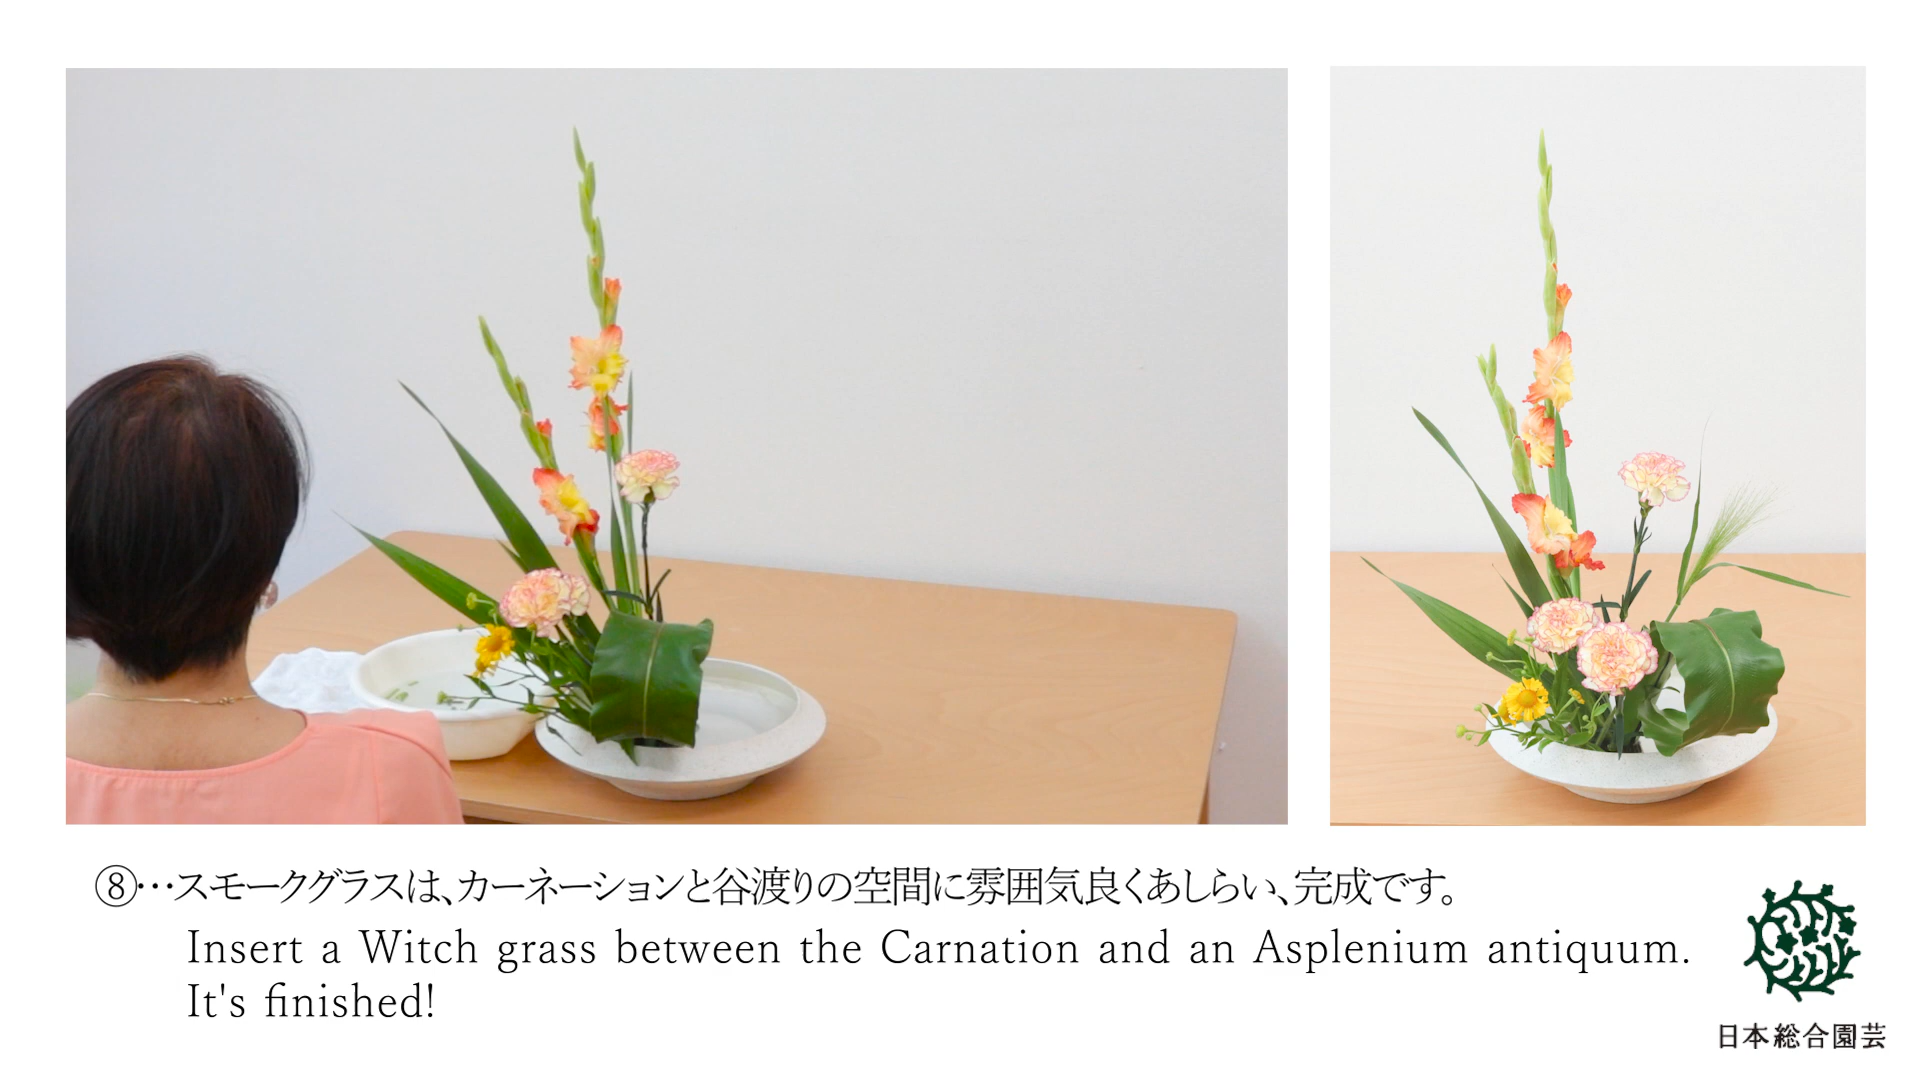 ⑧…スモークグラスは、カーネーションと谷渡りの空間に雰囲気良くあしらい、完成です。
Insert a Witch grass between the Carnation and an Asplenium antiquum.
It's finished!
日本総合園芸